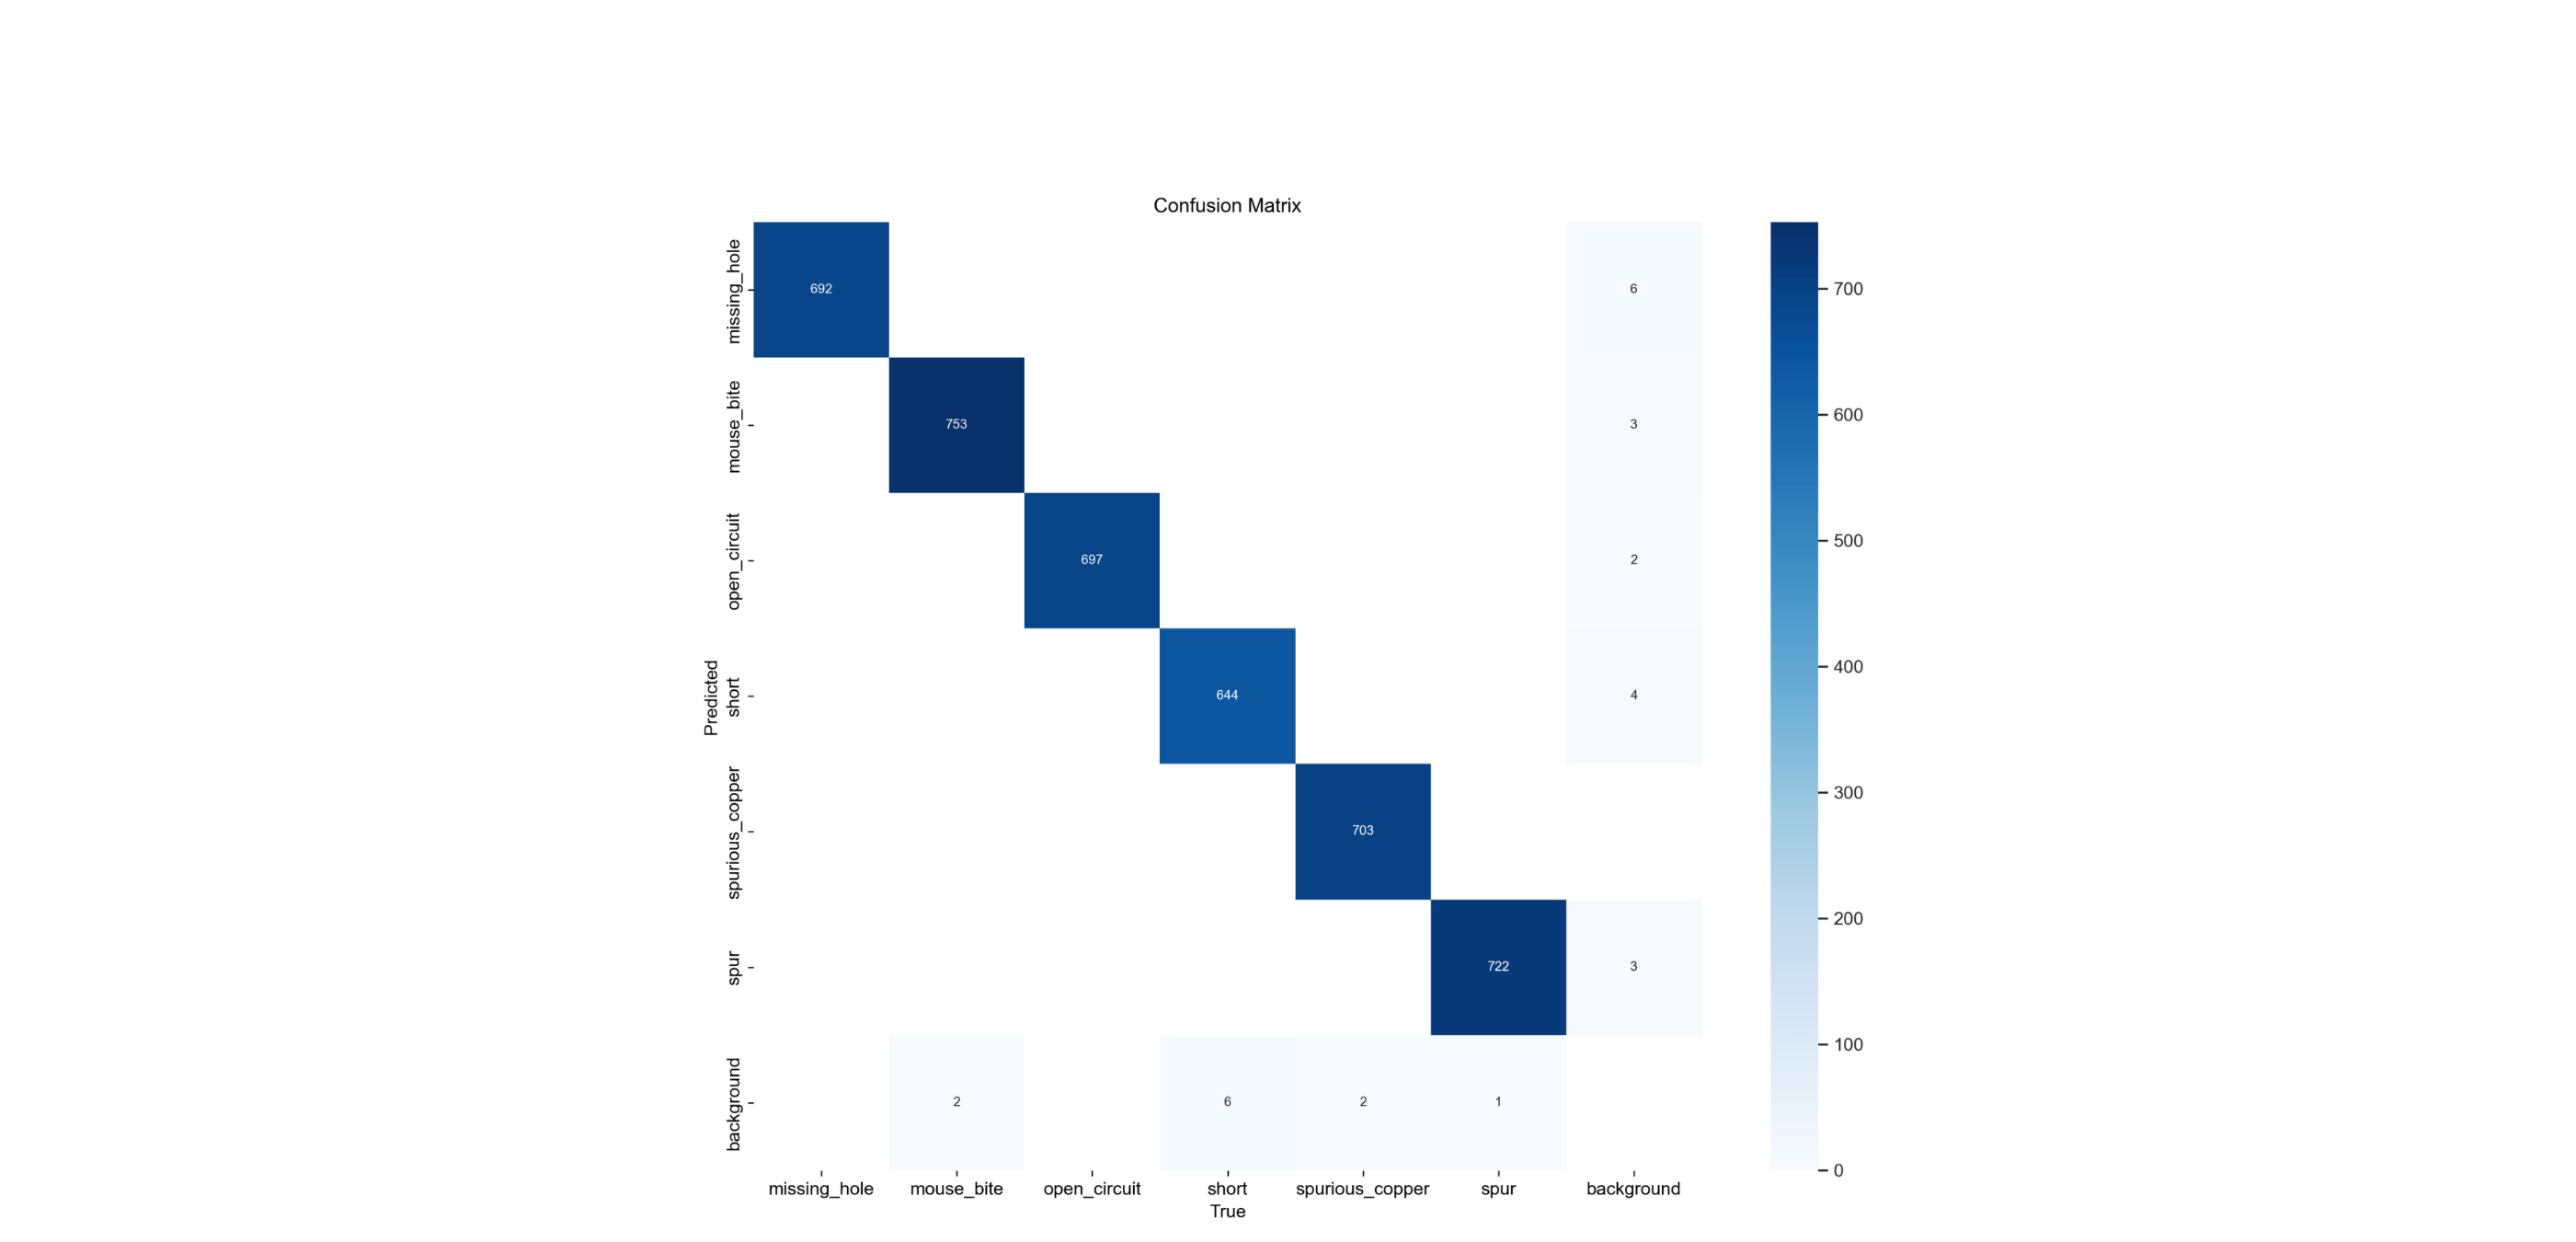 Confusion Matrix
missing_hole
692
6
700
mouse_bite
753
3
600
open_circuit
697
2
500
Predicted
short
644
4
400
spurious_copper
703
300
spur
722
3
200
background
2
6
2
1
100
0
missing_hole mouse_bite open_circuit short spurious_copper spur background
True